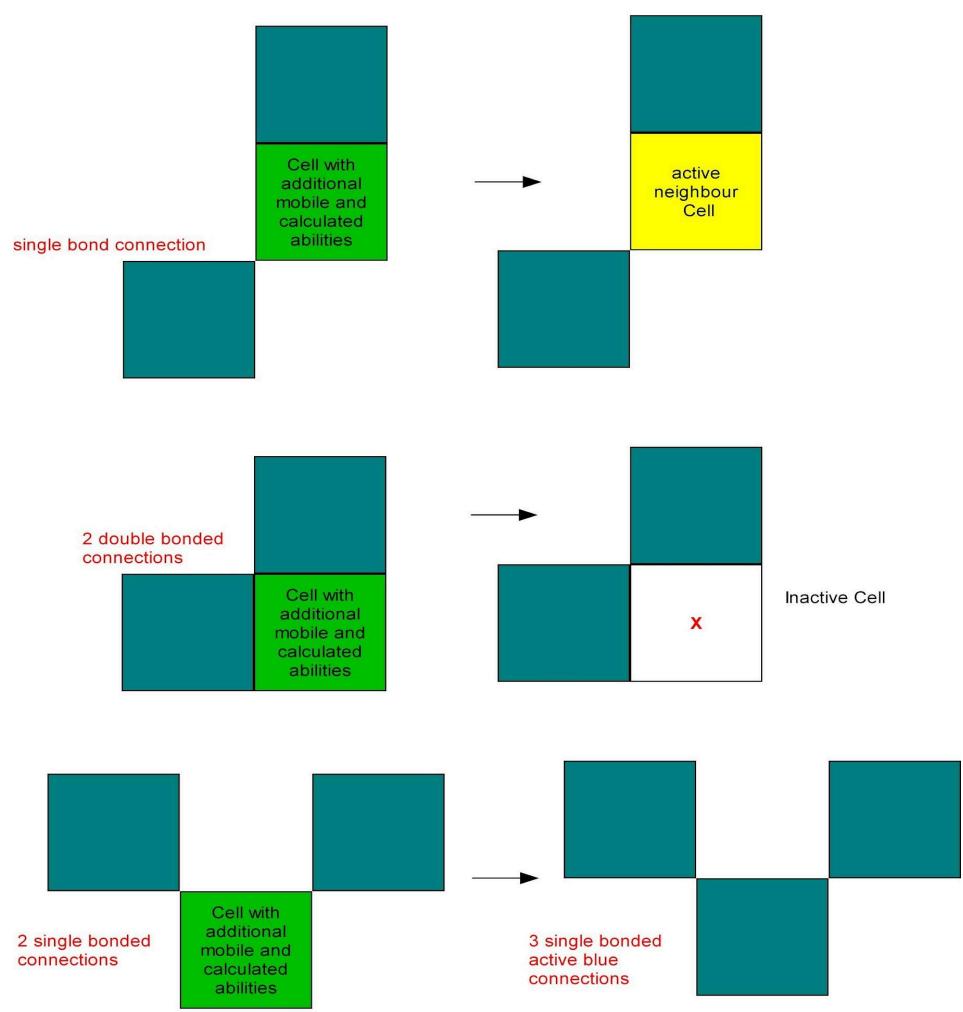 Cell with
additional
mobile and
calculated
abilities
active
neighbour
Cell
single bond connection
2 double bonded
connections
Cell with
additional
mobile and
calculated
abilities
x
Inactive Cell
Cell with
additional
mobile and
calculated
abilities
2 single bonded
connections
3 single bonded
active blue
connections